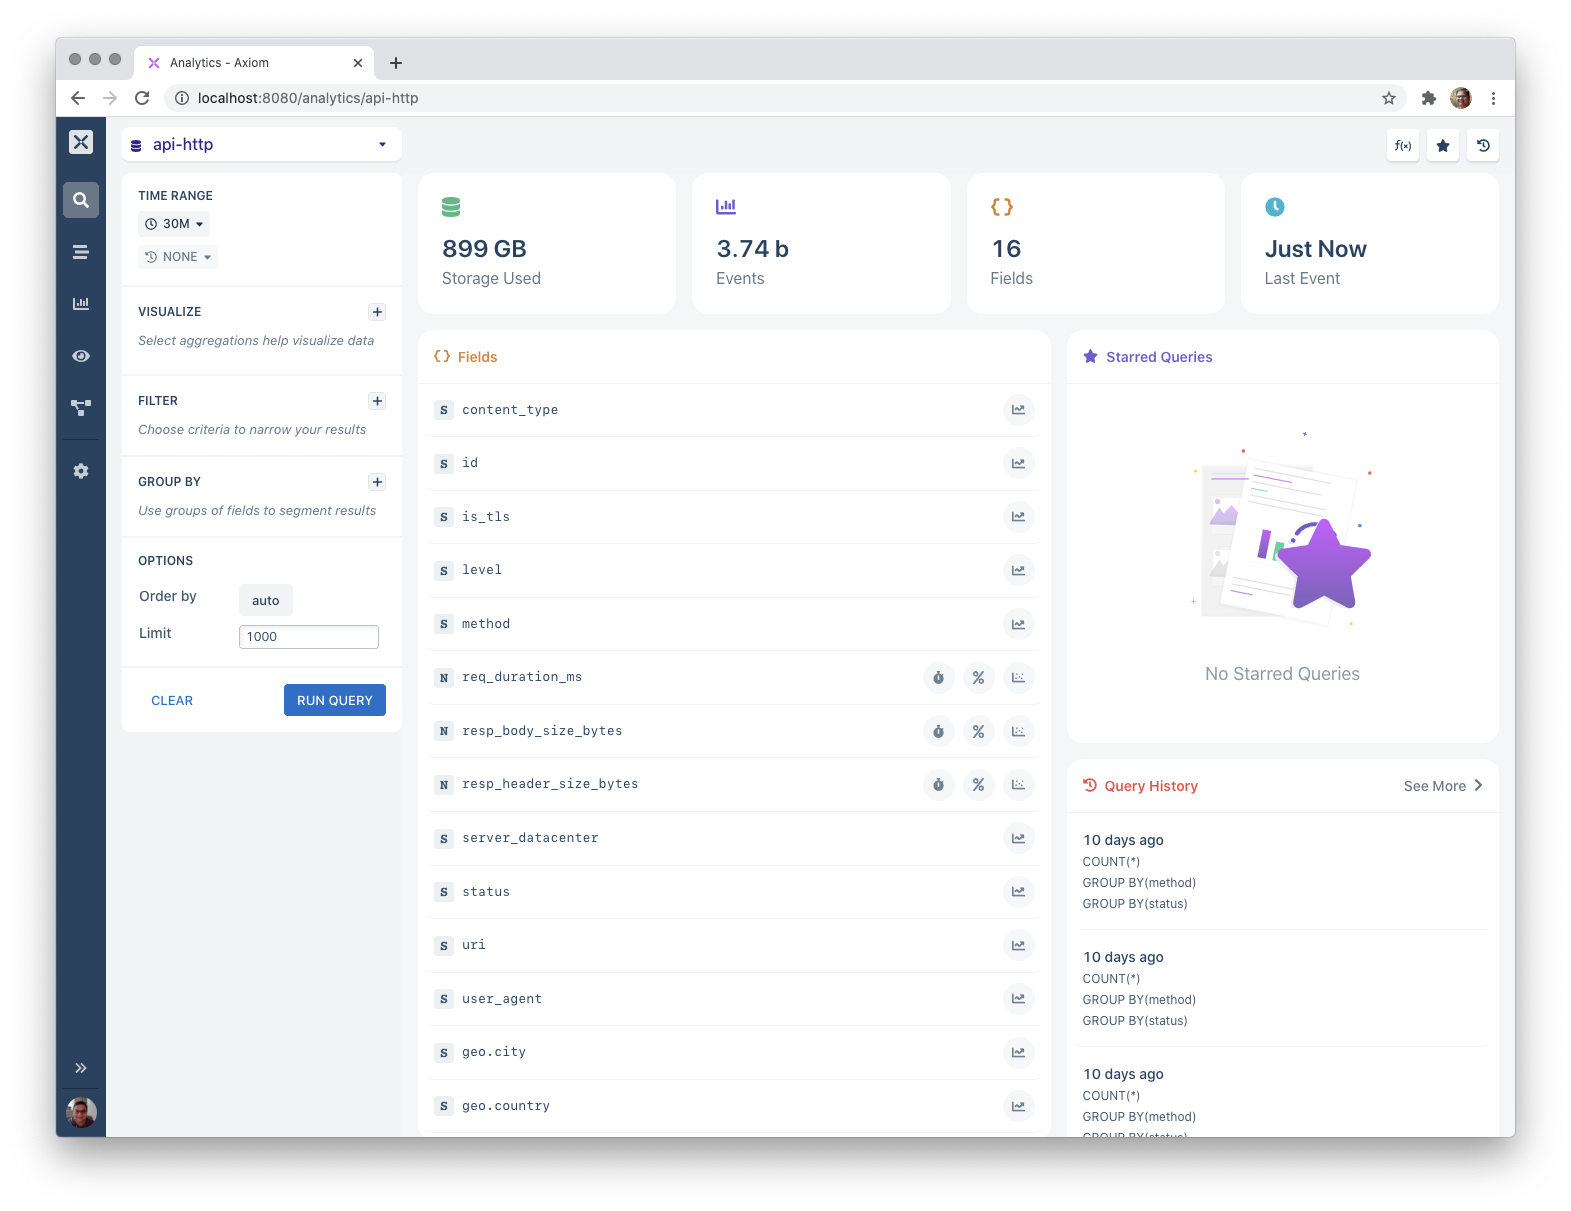 Analytics - Axiom
localhost:8080/analytics/api-http
api-http
f(x)
TIME RANGE
30M
NONE
VISUALIZE
Select aggregations help visualize data
FILTER
Choose criteria to narrow your results
GROUP BY
Use groups of fields to segment results
OPTIONS
Order by auto
Limit 1000
CLEAR RUN QUERY
899 GB
Storage Used
3.74 b
Events
16
Fields
Just Now
Last Event
{} Fields
S content_type
S id
S is_tls
S level
S method
N req_duration_ms %
N resp_body_size_bytes %
N resp_header_size_bytes %
S server_datacenter
S status
S uri
S user_agent
S geo.city
S geo.country
Starred Queries
No Starred Queries
Query History See More
10 days ago
COUNT(*)
GROUP BY(method)
GROUP BY(status)
10 days ago
COUNT(*)
GROUP BY(method)
GROUP BY(status)
10 days ago
COUNT(*)
GROUP BY(method)
GROUP BY(status)